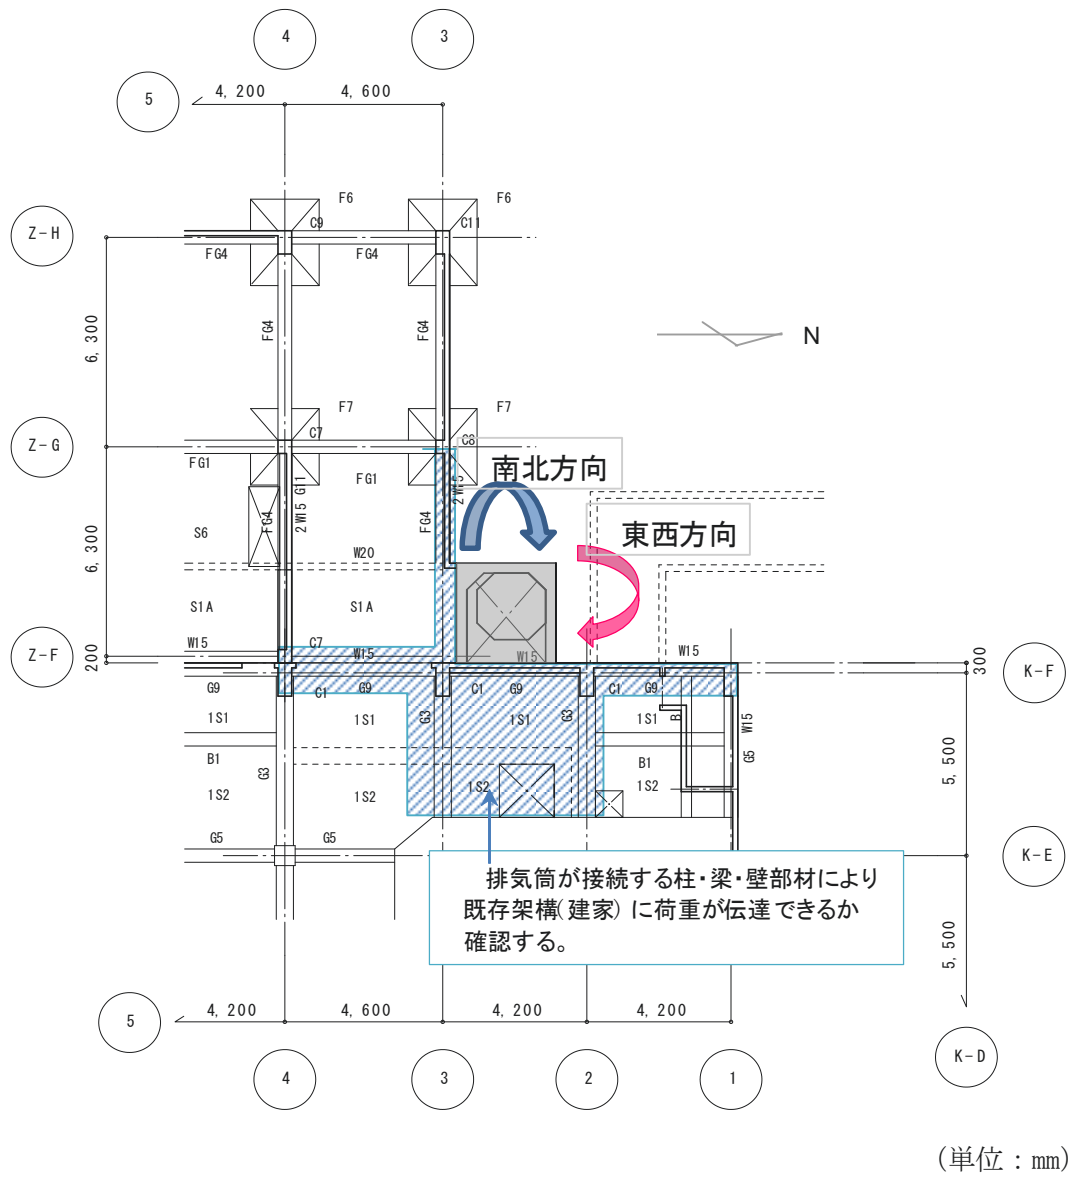 4
3
5
4, 200
4, 600
F6
F6
C9
C11
Z-H
FG4
FG4
6, 300
FG4
FG4
N
F7
F7
C7
C8
Z-G
FG1
FG1
南北方向
2W15
G11
2W15
FG4
FG4
S6
6, 300
W20
東西方向
S1A
S1A
W15
C7
W15
W15
W15
Z-F
200
300
K-F
G9
C1
G9
C1
G9
C1
G9
1S1
1S1
G3
1S1
G3
1S1
B
W15
B1
G3
B1
G5
5, 500
1S2
1S2
1S2
1S2
G5
G5
K-E
排気筒が接続する柱・梁・壁部材により
既存架構(建家) に荷重が伝達できるか
確認する。
5, 500
5
4, 200
4, 600
4, 200
4, 200
K-D
4
3
2
1
(単位：mm)